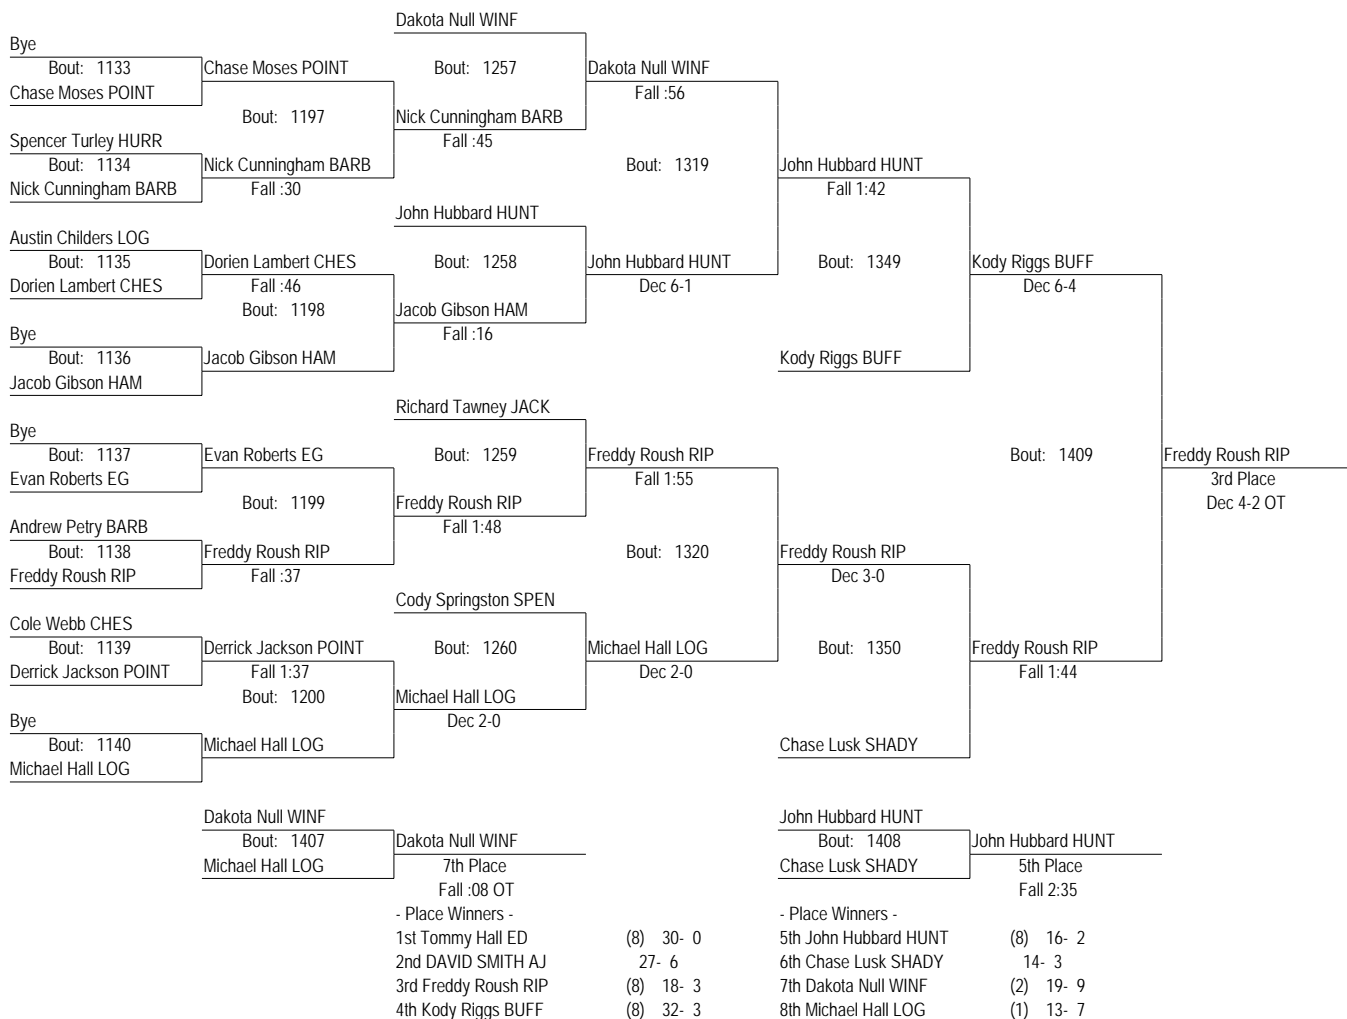 Dakota Null WINF
Bye
Bout: 1133
Chase Moses POINT
Bout: 1257
Dakota Null WINF
Chase Moses POINT
Fall :56
Bout: 1197
Nick Cunningham BARB
Spencer Turley HURR
Fall :45
Bout: 1134
Nick Cunningham BARB
Bout: 1319
John Hubbard HUNT
Nick Cunningham BARB
Fall :30
Fall 1:42
John Hubbard HUNT
Austin Childers LOG
Bout: 1135
Dorien Lambert CHES
Bout: 1258
John Hubbard HUNT
Bout: 1349
Kody Riggs BUFF
Dorien Lambert CHES
Fall :46
Dec 6-1
Dec 6-4
Bout: 1198
Jacob Gibson HAM
Bye
Fall :16
Bout: 1136
Jacob Gibson HAM
Kody Riggs BUFF
Jacob Gibson HAM
Richard Tawney JACK
Bye
Bout: 1137
Evan Roberts EG
Bout: 1259
Freddy Roush RIP
Bout: 1409
Freddy Roush RIP
Evan Roberts EG
Fall 1:55
3rd Place
Bout: 1199
Freddy Roush RIP
Dec 4-2 OT
Andrew Petry BARB
Fall 1:48
Bout: 1138
Freddy Roush RIP
Bout: 1320
Freddy Roush RIP
Freddy Roush RIP
Fall :37
Dec 3-0
Cody Springston SPEN
Cole Webb CHES
Bout: 1139
Derrick Jackson POINT
Bout: 1260
Michael Hall LOG
Bout: 1350
Freddy Roush RIP
Derrick Jackson POINT
Fall 1:37
Dec 2-0
Fall 1:44
Bout: 1200
Michael Hall LOG
Bye
Dec 2-0
Bout: 1140
Michael Hall LOG
Chase Lusk SHADY
Michael Hall LOG
Dakota Null WINF
John Hubbard HUNT
Bout: 1407
Dakota Null WINF
Bout: 1408
John Hubbard HUNT
Michael Hall LOG
7th Place
Chase Lusk SHADY
5th Place
Fall :08 OT
Fall 2:35
- Place Winners -
- Place Winners -
1st Tommy Hall ED (8) 30- 0
5th John Hubbard HUNT (8) 16- 2
2nd DAVID SMITH AJ 27- 6
6th Chase Lusk SHADY 14- 3
3rd Freddy Roush RIP (8) 18- 3
7th Dakota Null WINF (2) 19- 9
4th Kody Riggs BUFF (8) 32- 3
8th Michael Hall LOG (1) 13- 7